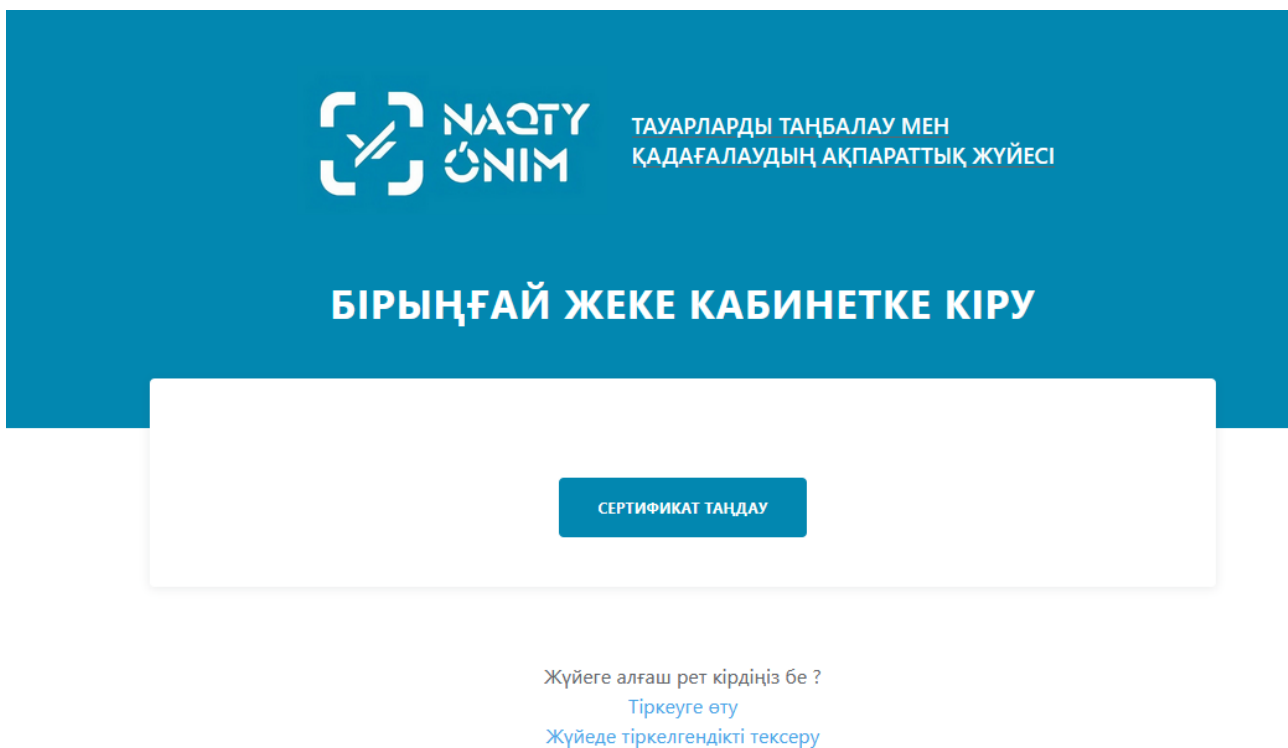 NAQTY
ÓNIM
ТАУАРЛАРДЫ ТАҢБАЛАУ МЕН
ҚАДАҒАЛАУДЫҢ АҚПАРАТТЫҚ ЖҮЙЕСІ
БІРЫҢҒАЙ ЖЕКЕ КАБИНЕТКЕ КІРУ
СЕРТИФИКАТ ТАҢДАУ
Жүйеге алғаш рет кірдіңіз бе ?
Тіркеуге өту
Жүйеде тіркелгендікті тексеру